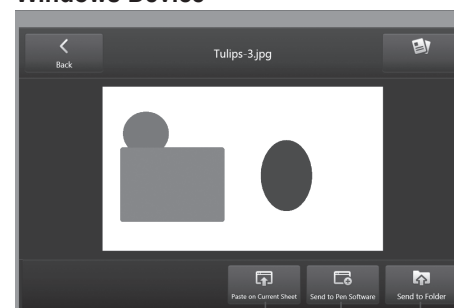 Windows Device
Tulips-3.jpg
Back
Paste on Current Sheet
Send to Pen Software
Send to Folder